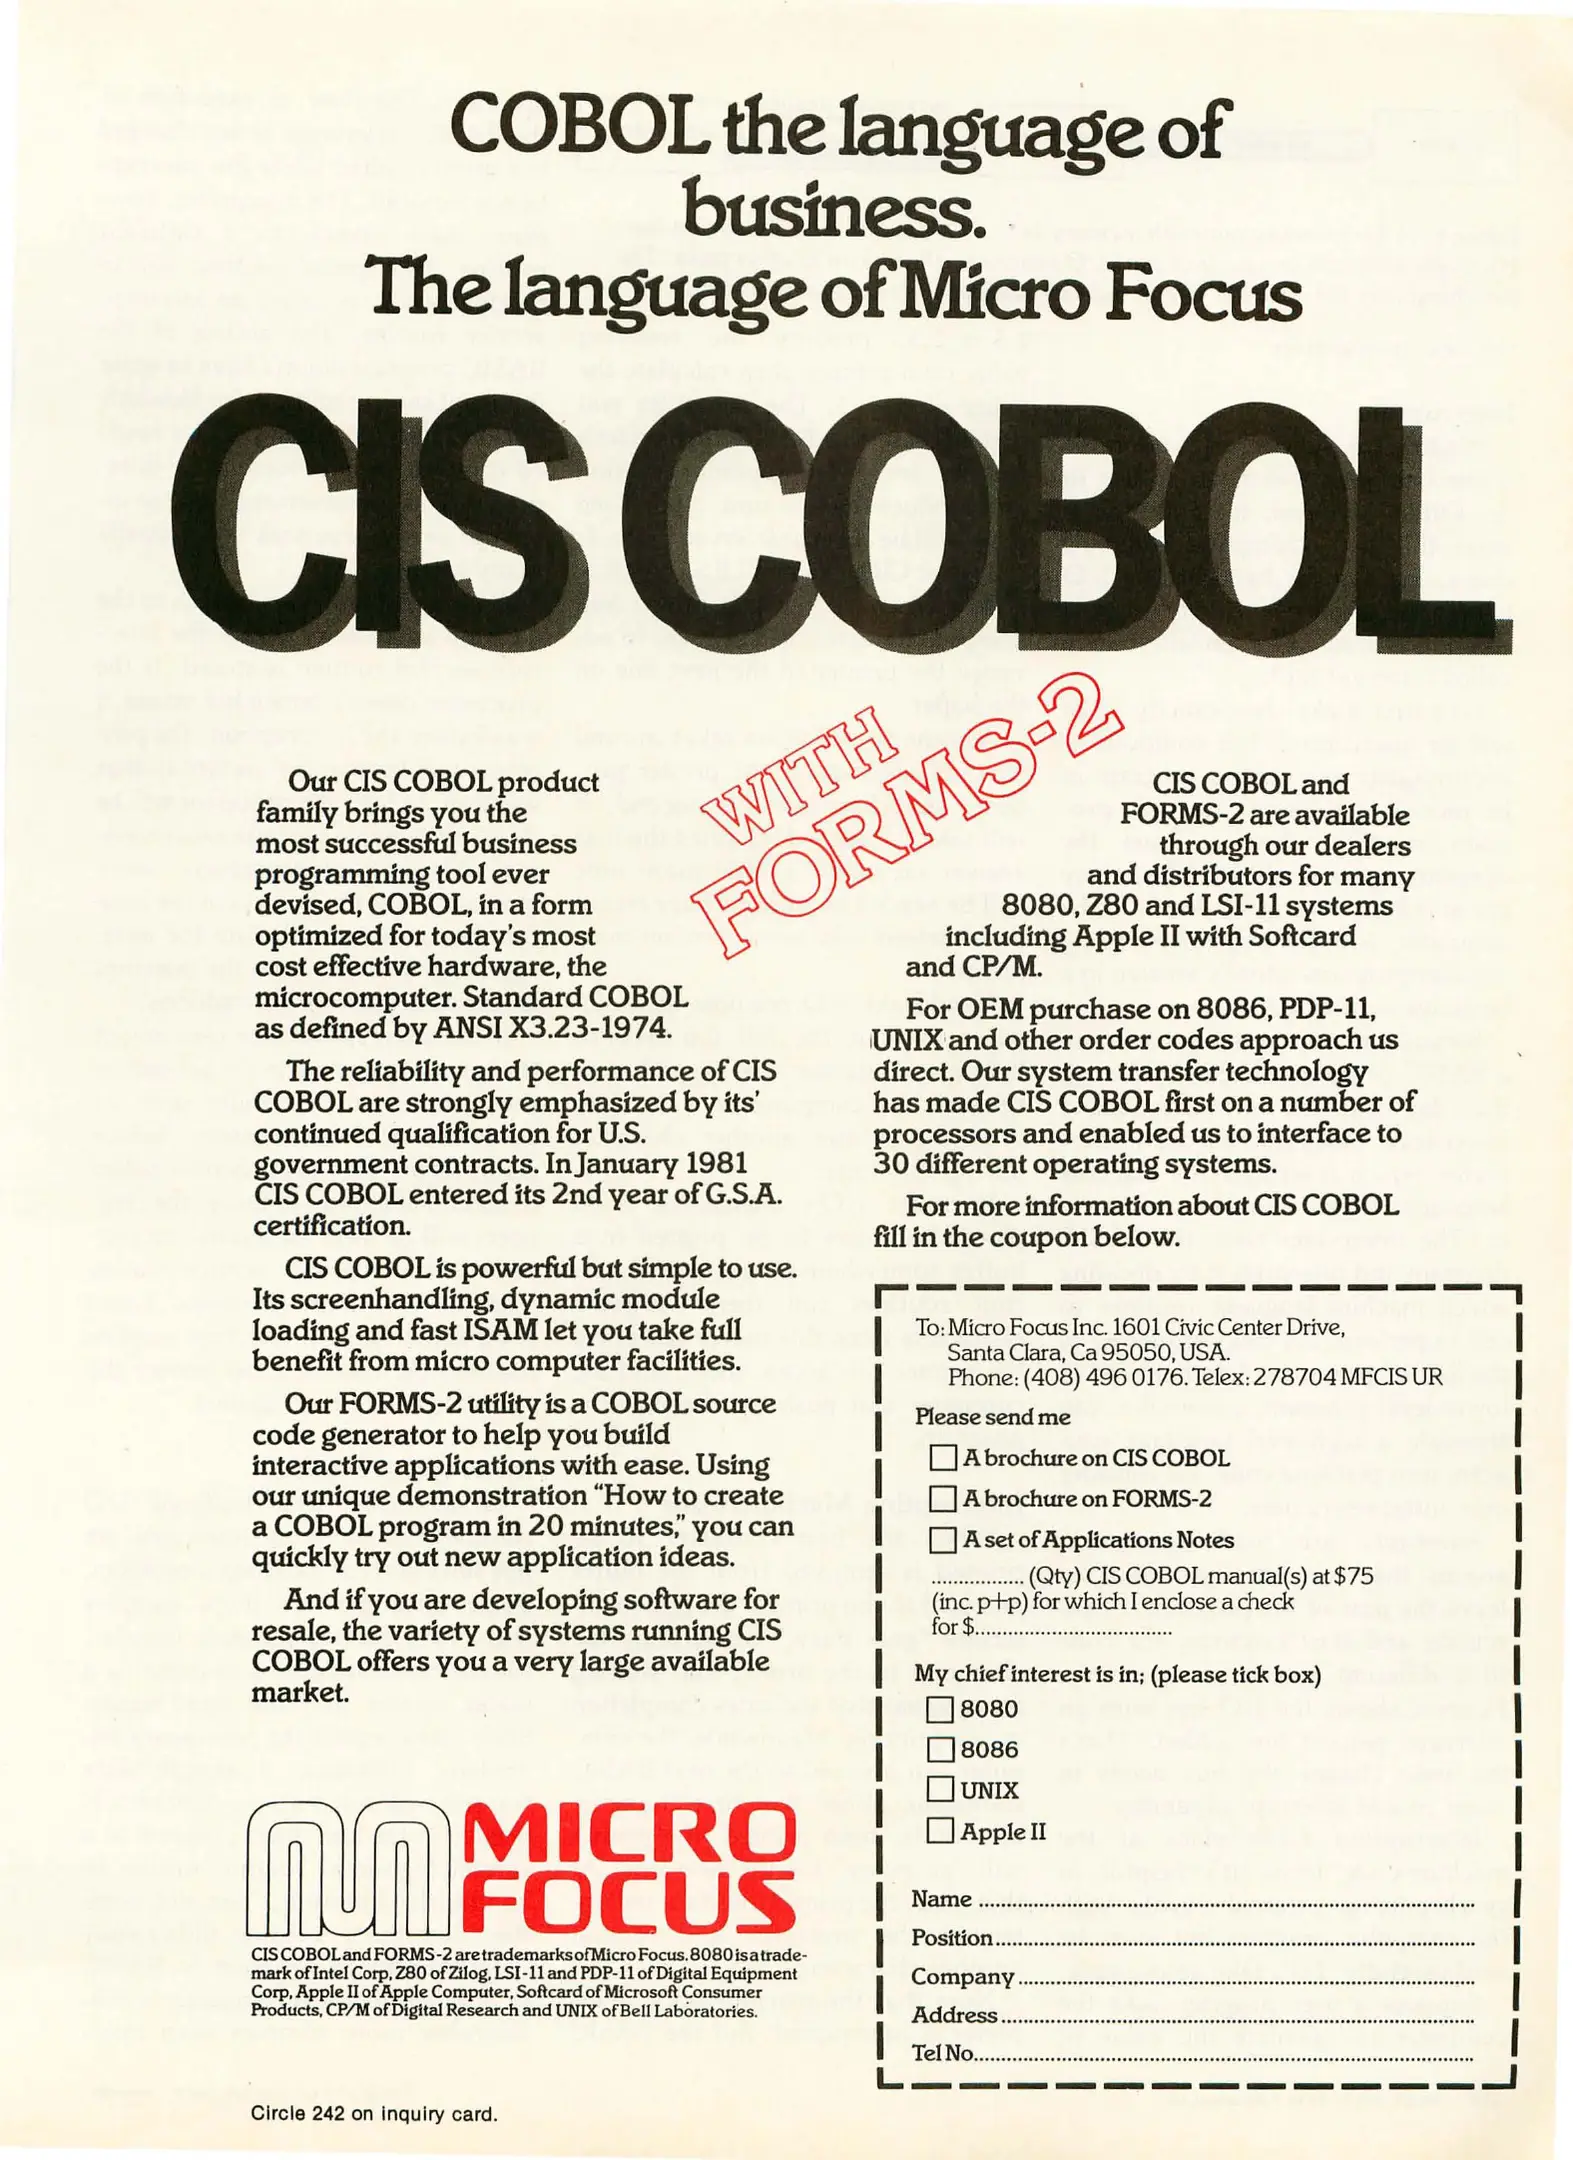 COBOL the language of
business.
The language of Micro Focus
CIS COBOL
WITH
FORMS-2
Our CIS COBOL product
family brings you the
most successful business
programming tool ever
devised, COBOL, in a form
optimized for today's most
cost effective hardware, the
microcomputer. Standard COBOL
as defined by ANSI X3.23-1974.
The reliability and performance of CIS
COBOL are strongly emphasized by its'
continued qualification for U.S.
government contracts. In January 1981
CIS COBOL entered its 2nd year of G.S.A.
certification.
CIS COBOL is powerful but simple to use.
Its screenhandling, dynamic module
loading and fast ISAM let you take full
benefit from micro computer facilities.
Our FORMS-2 utility is a COBOL source
code generator to help you build
interactive applications with ease. Using
our unique demonstration "How to create
a COBOL program in 20 minutes," you can
quickly try out new application ideas.
And if you are developing software for
resale, the variety of systems running CIS
COBOL offers you a very large available
market.
CIS COBOL and
FORMS-2 are available
through our dealers
and distributors for many
8080, Z80 and LSI-11 systems
including Apple II with Softcard
and CP/M.
For OEM purchase on 8086, PDP-11,
UNIX and other order codes approach us
direct. Our system transfer technology
has made CIS COBOL first on a number of
processors and enabled us to interface to
30 different operating systems.
For more information about CIS COBOL
fill in the coupon below.
To: Micro Focus Inc. 1601 Civic Center Drive,
Santa Clara, Ca 95050, USA.
Phone: (408) 496 0176. Telex: 278704 MFCIS UR
Please send me
A brochure on CIS COBOL
A brochure on FORMS-2
A set of Applications Notes
................. (Qty) CIS COBOL manual(s) at $75
(inc. p+p) for which I enclose a check
for $....................................
My chief interest is in; (please tick box)
8080
8086
UNIX
Apple II
Name ..........................................................................................
Position.......................................................................................
Company...................................................................................
Address......................................................................................
Tel No...........................................................................................
MICRO
FOCUS
CIS COBOL and FORMS-2 are trademarks of Micro Focus. 8080 is a trade-
mark of Intel Corp, Z80 of Zilog, LSI-11 and PDP-11 of Digital Equipment
Corp, Apple II of Apple Computer, Softcard of Microsoft Consumer
Products, CP/M of Digital Research and UNIX of Bell Laboratories.
Circle 242 on inquiry card.